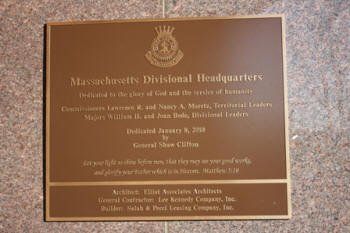 Massachusetts Divisional Headquarters
Dedicated to the glory of God and the service of humanity
Commissioners Lawrence R. and Nancy A. Moretz, Territorial Leaders
Majors William H. and Joan Bode, Divisional Leaders
Dedicated January 8, 2010
by
General Shaw Clifton
Let your light so shine before men, that they may see your good works,
and glorify your Father which is in Heaven. Matthew 5:16
Architect: Elliot Associates Architects
General Contractor: Lee Kennedy Company, Inc.
Builder: & Leasing Company, Inc.